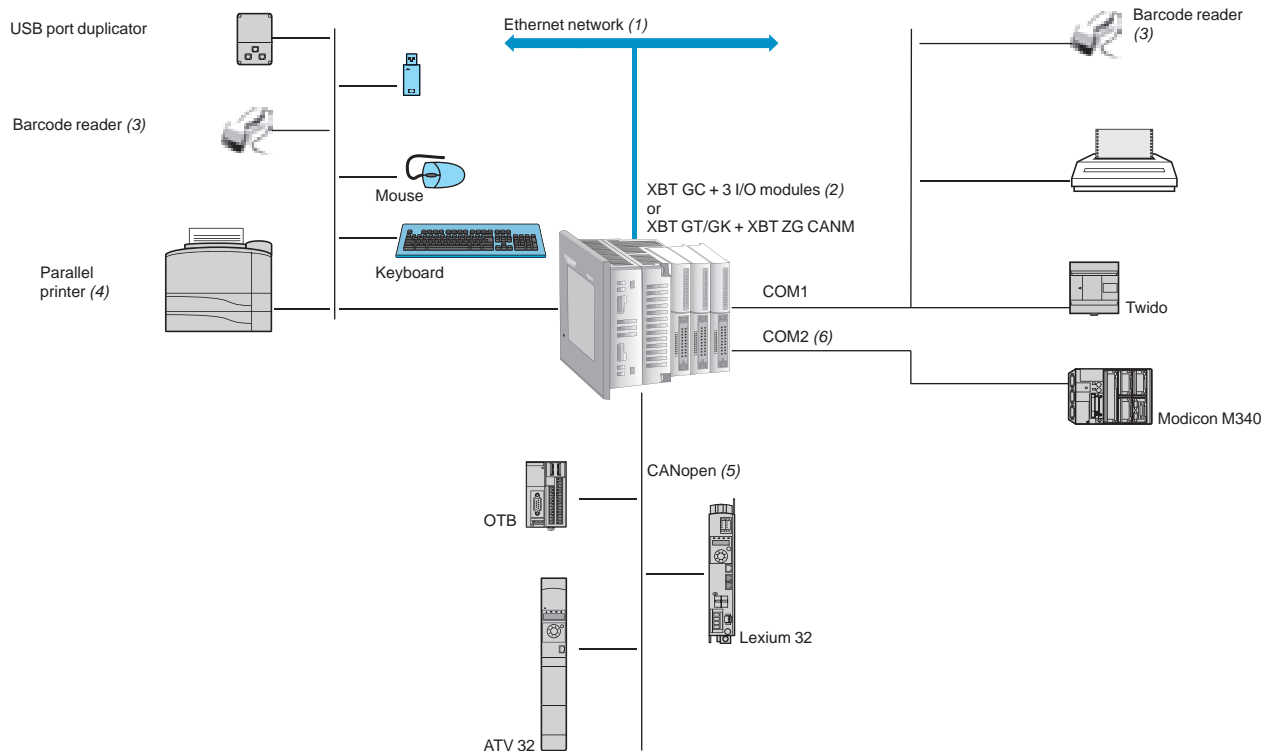 USB port duplicator
Ethernet network (1)
Barcode reader
(3)
Barcode reader (3)
Mouse
XBT GC + 3 I/O modules (2)
or
XBT GT/GK + XBT ZG CANM
Keyboard
Parallel
printer (4)
COM1
Twido
COM2 (6)
Modicon M340
CANopen (5)
OTB
Lexium 32
ATV 32